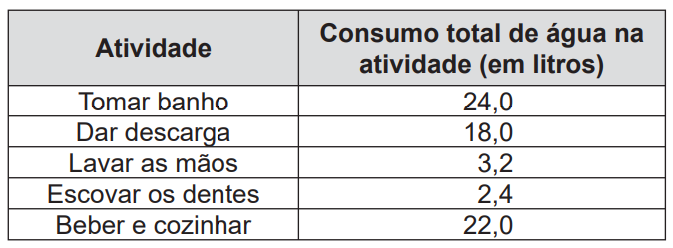 Atividade
Consumo total de água na
atividade (em litros)
Tomar banho 24,0
Dar descarga 18,0
Lavar as mãos 3,2
Escovar os dentes 2,4
Beber e cozinhar 22,0